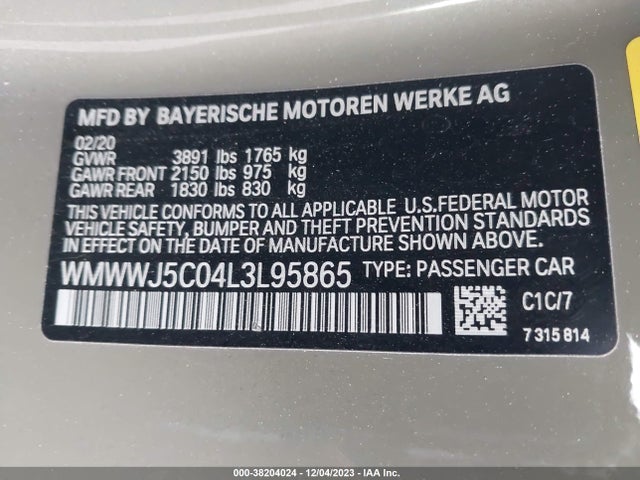 MFD BY BAYERISCHE MOTOREN WERKE AG
02/20
GVWR 3891 lbs 1765 kg
GAWR FRONT 2150 lbs 975 kg
GAWR REAR 1830 lbs 830 kg
THIS VEHICLE CONFORMS TO ALL APPLICABLE U.S.FEDERAL MOTOR
VEHICLE SAFETY, BUMPER AND THEFT PREVENTION STANDARDS
IN EFFECT ON THE DATE OF MANUFACTURE SHOWN ABOVE.
WMWWJ5C04L3L95865 TYPE: PASSENGER CAR
C1C/7
7 315 814
000-38204024 - 12/04/2023 - IAA Inc.